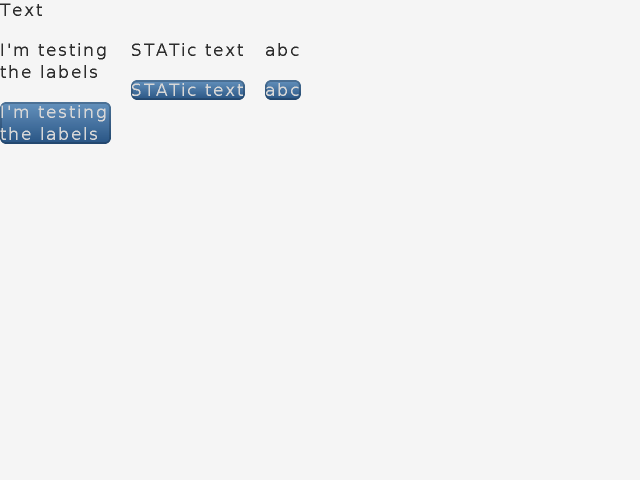 Text
I'm testing
the labels
STATic text
abc
I'm testing
the labels
STATic text
abc